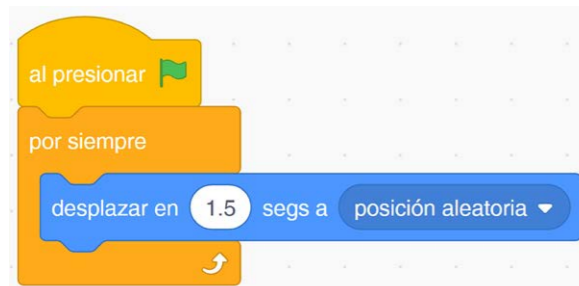 al presionar
por siempre
desplazar en 1.5 segs a posición aleatoria